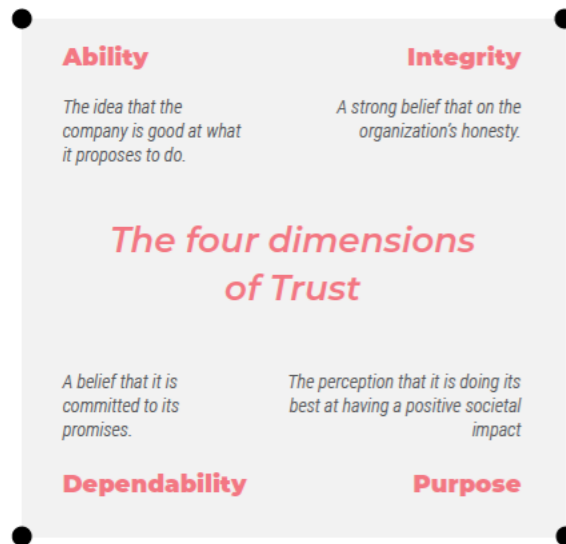 Ability
The idea that the
company is good at what
it proposes to do.
Integrity
A strong belief that on the
organization's honesty.
The four dimensions
of Trust
A belief that it is
committed to its
promises.
Dependability
The perception that it is doing its
best at having a positive societal
impact
Purpose